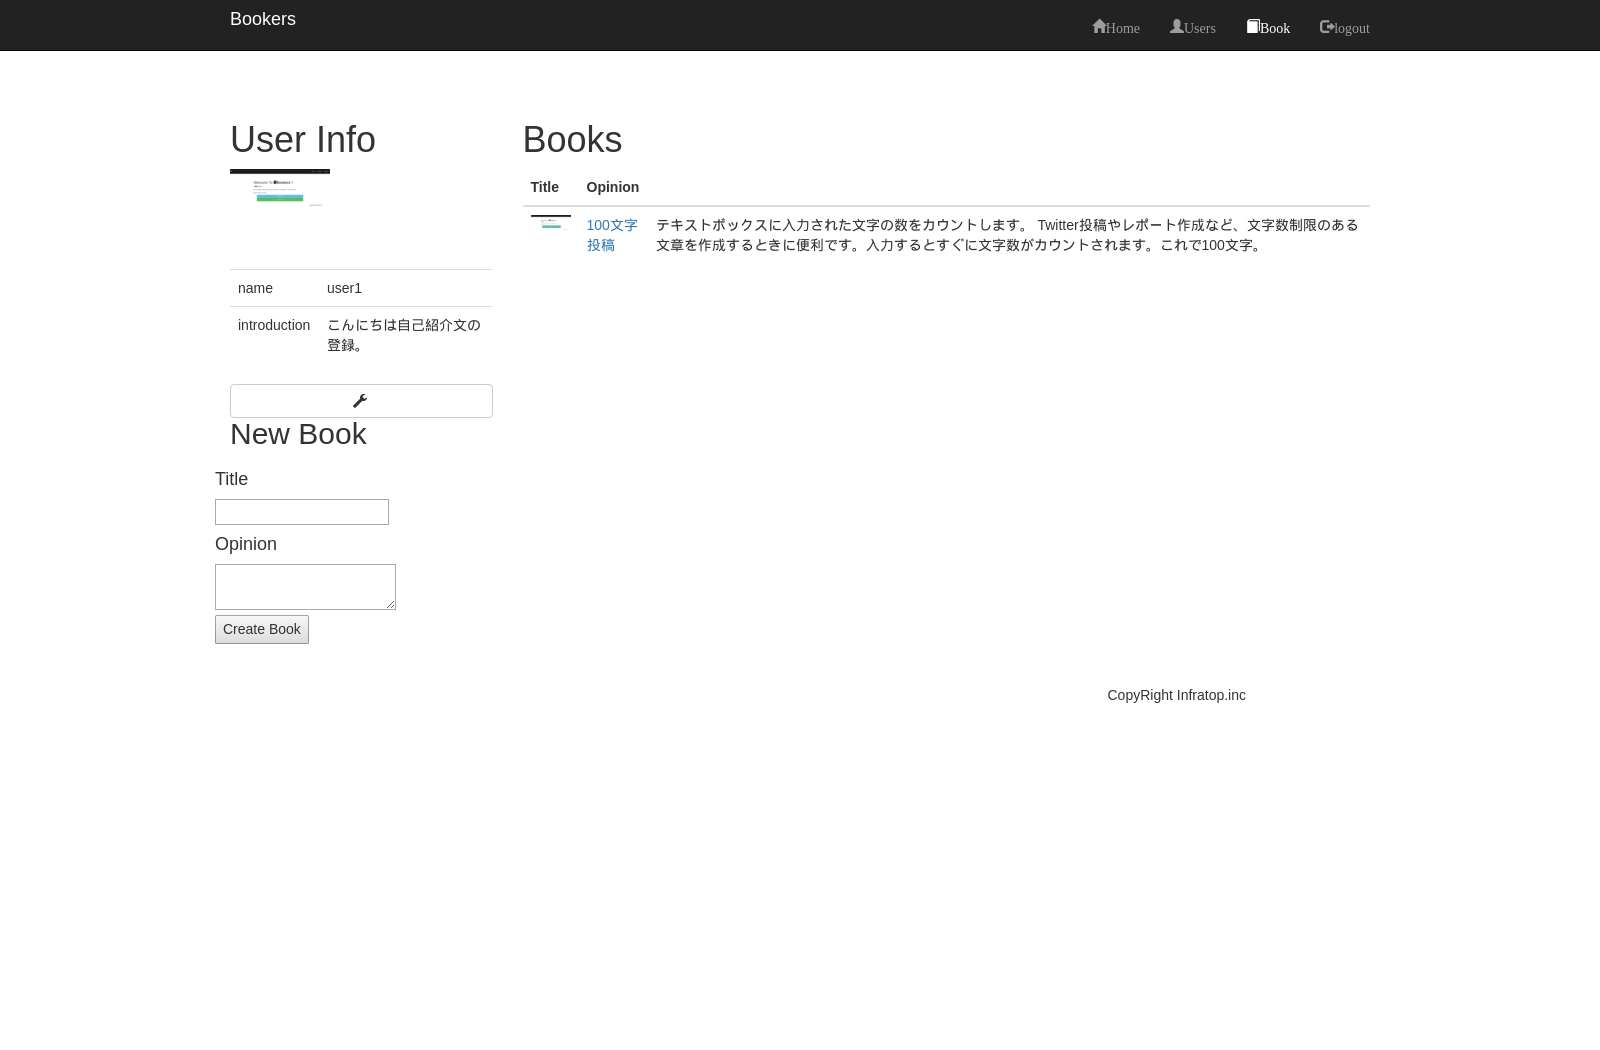 Bookers
Home Users Book logout
User Info
name user1
introduction こんにちは自己紹介文の
登録。
New Book
Title
Opinion
Create Book
Books
Title Opinion
100文字 テキストボックスに入力された文字の数をカウントします。 Twitter投稿やレポート作成など、文字数制限のある
投稿 文章を作成するときに便利です。入力するとすぐに文字数がカウントされます。これで100文字。
CopyRight Infratop.inc